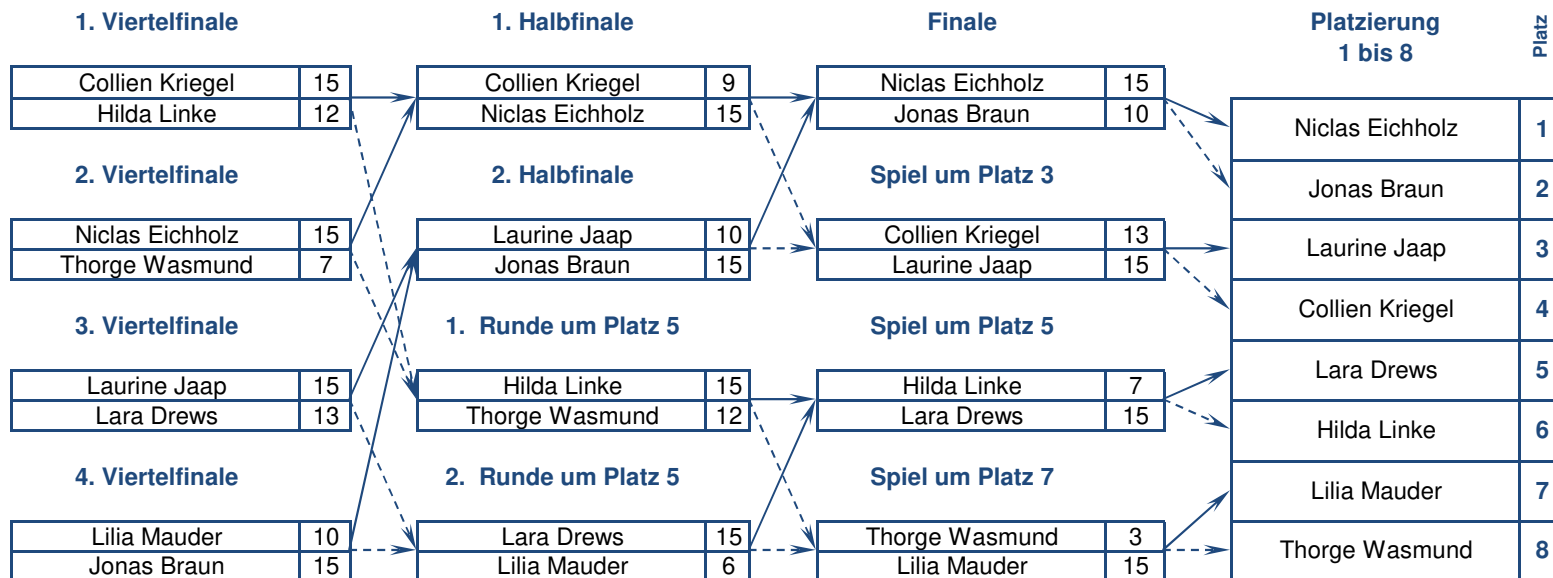 1. Viertelfinale 1. Halbfinale Finale Platzierung Platz
1 bis 8
Collien Kriegel 15 Collien Kriegel 9 Niclas Eichholz 15
Hilda Linke 12 Niclas Eichholz 15 Jonas Braun 10
Niclas Eichholz 1
2. Viertelfinale 2. Halbfinale Spiel um Platz 3
Jonas Braun 2
Niclas Eichholz 15 Laurine Jaap 10 Collien Kriegel 13
Laurine Jaap 3
Thorge Wasmund 7 Jonas Braun 15 Laurine Jaap 15
Collien Kriegel 4
3. Viertelfinale 1. Runde um Platz 5 Spiel um Platz 5
Lara Drews 5
Laurine Jaap 15 Hilda Linke 15 Hilda Linke 7
Lara Drews 13 Thorge Wasmund 12 Lara Drews 15
Hilda Linke 6
4. Viertelfinale 2. Runde um Platz 5 Spiel um Platz 7
Lilia Mauder 7
Lilia Mauder 10 Lara Drews 15 Thorge Wasmund 3
Thorge Wasmund 8
Jonas Braun 15 Lilia Mauder 6 Lilia Mauder 15